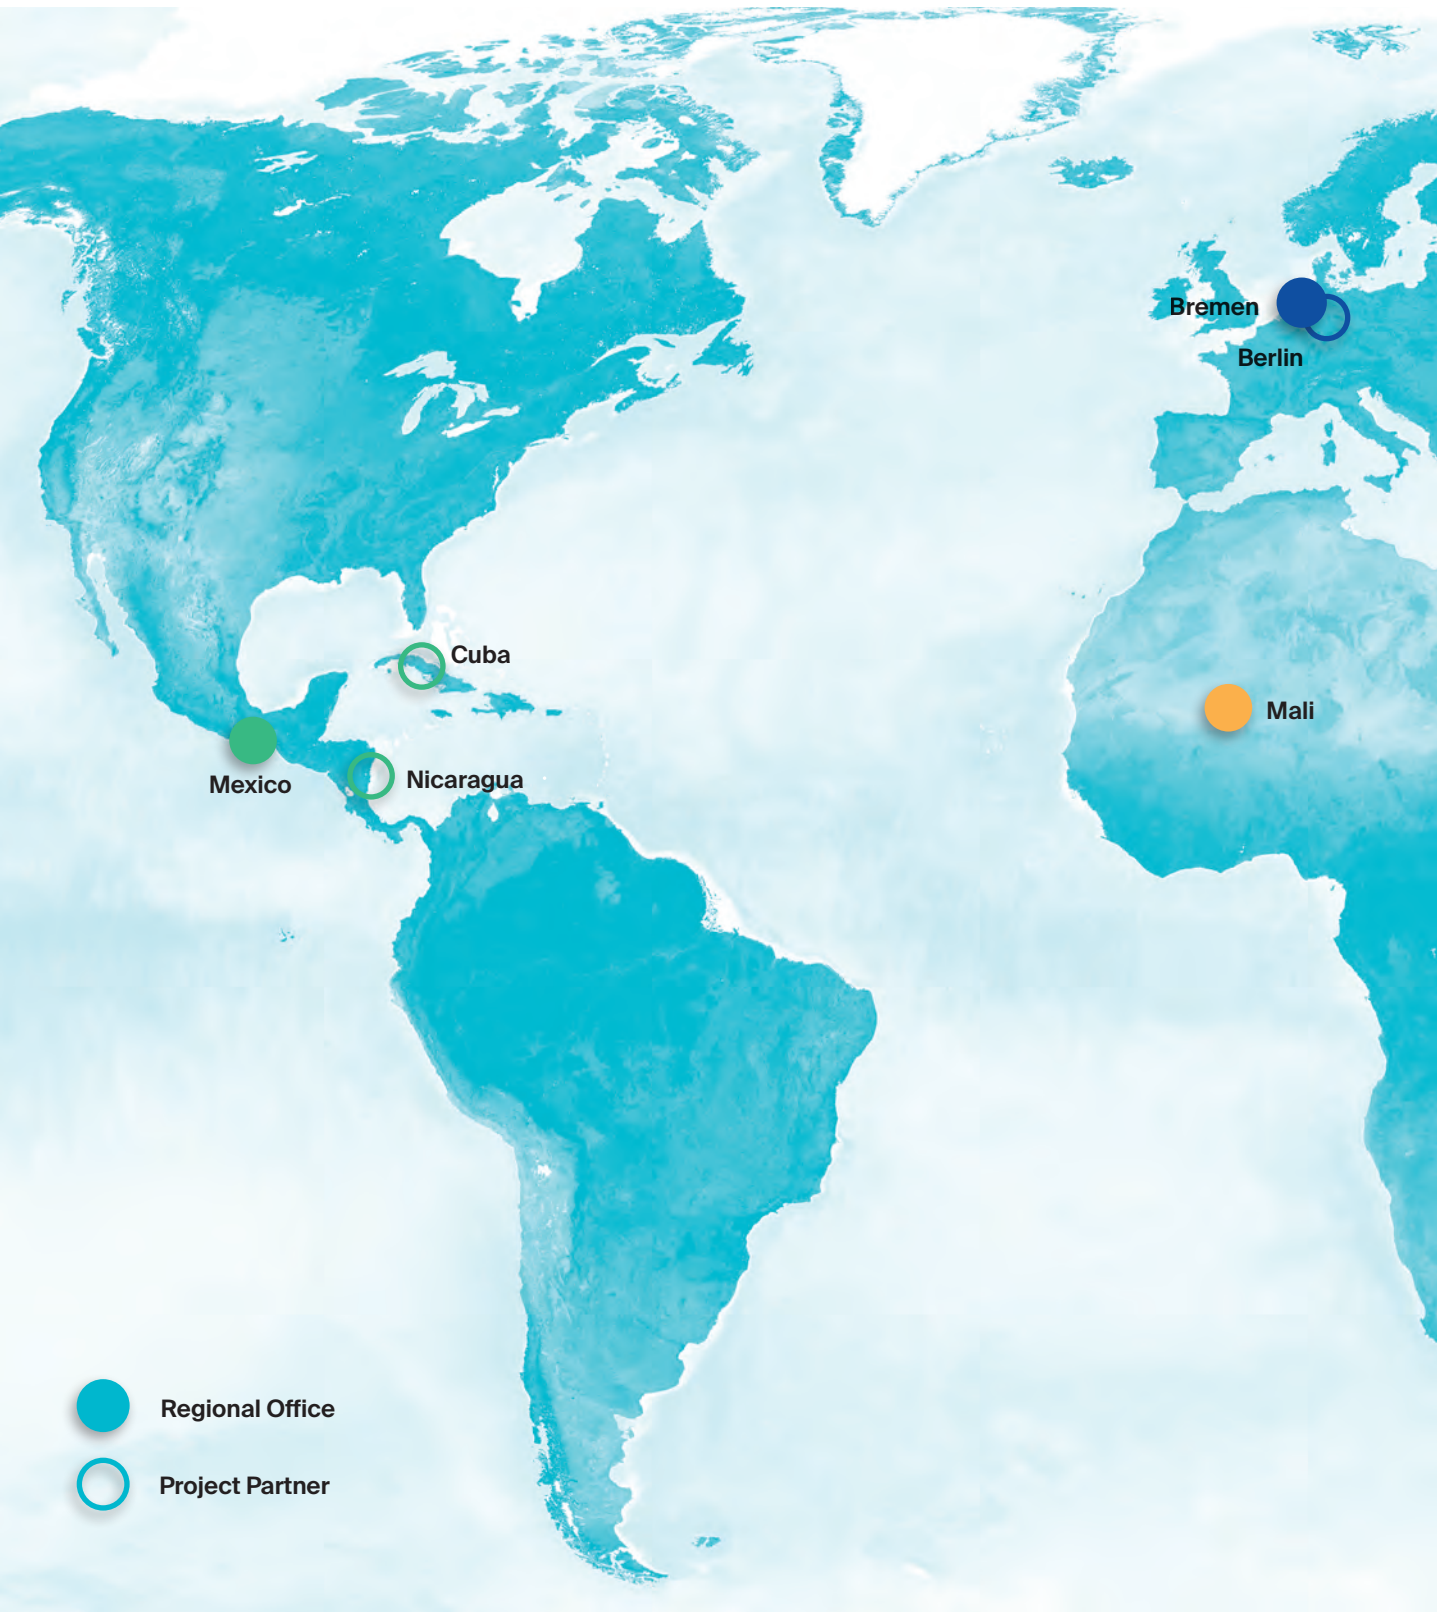 Bremen
Berlin
Cuba
Mali
Mexico
Nicaragua
Regional Office
Project Partner